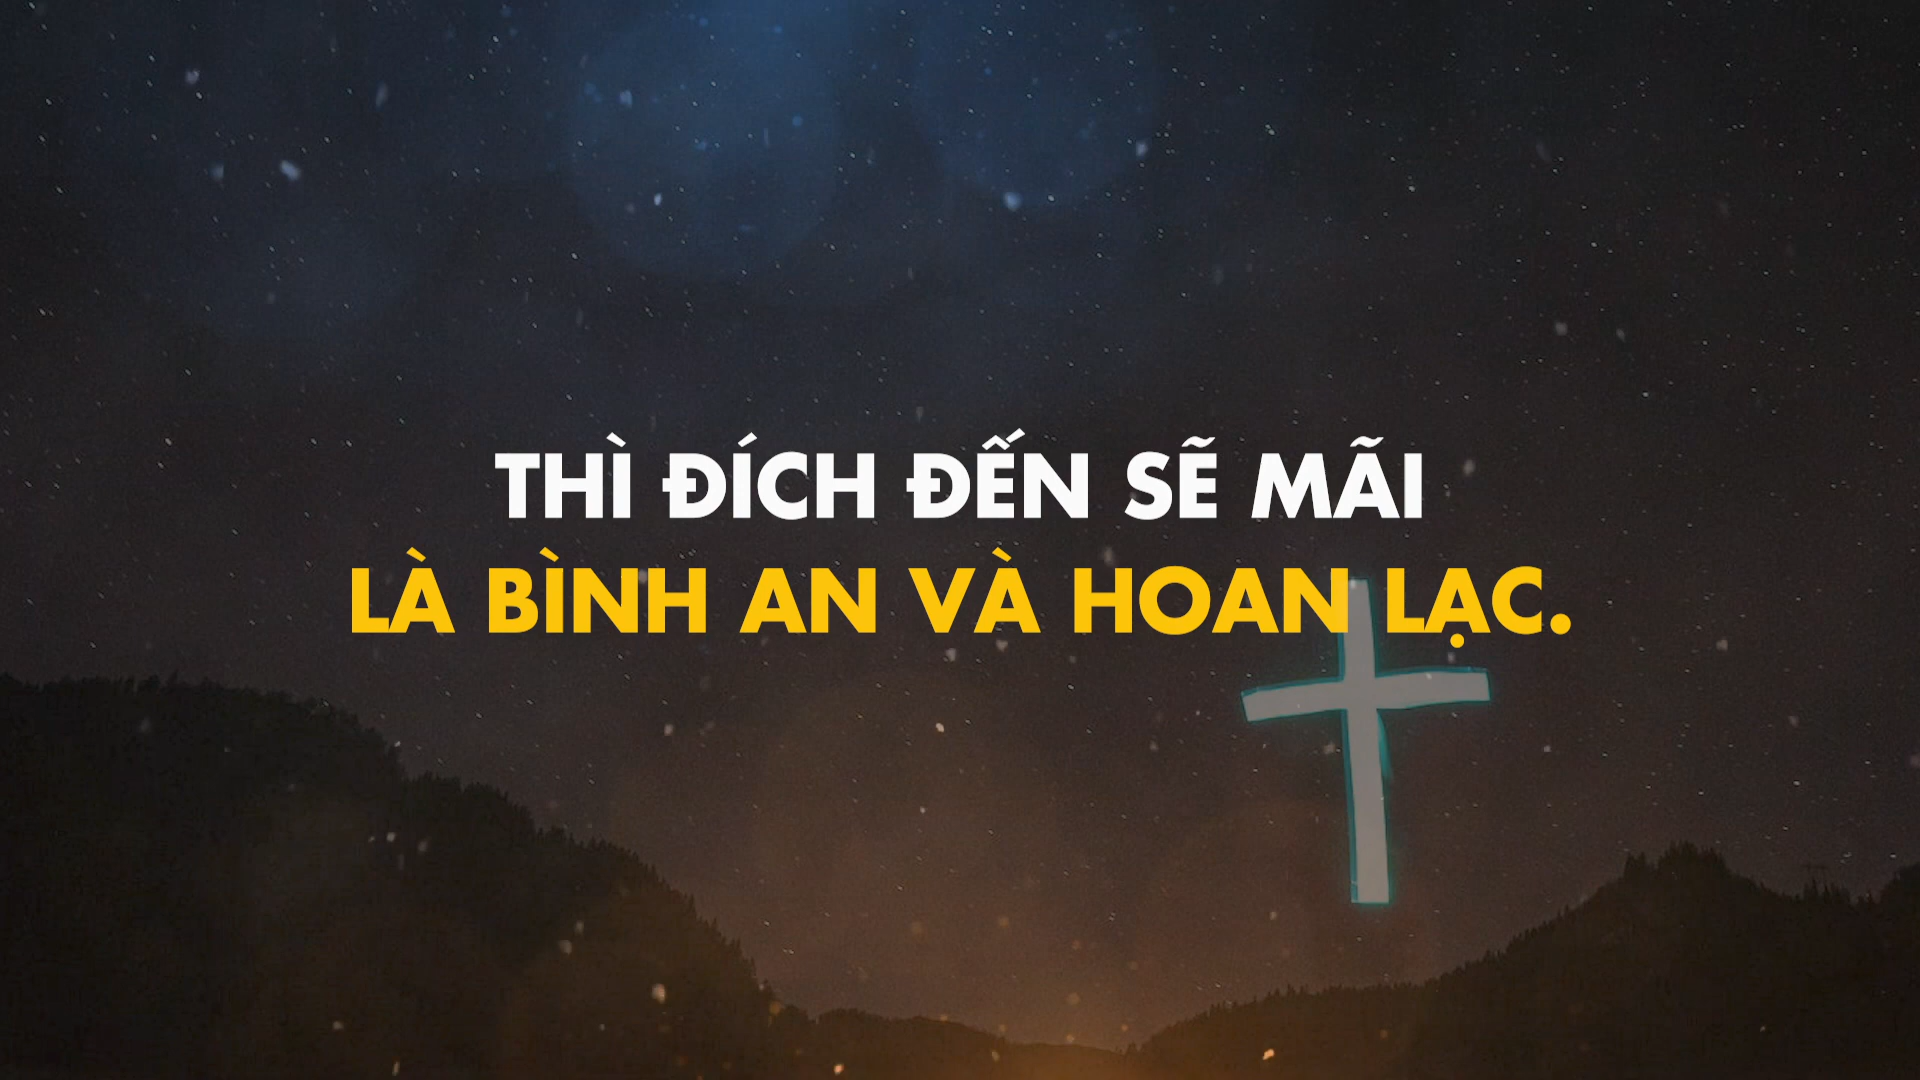 THÌ ĐÍCH ĐẾN SẼ MÃI
LÀ BÌNH AN VÀ HOAN LẠC.